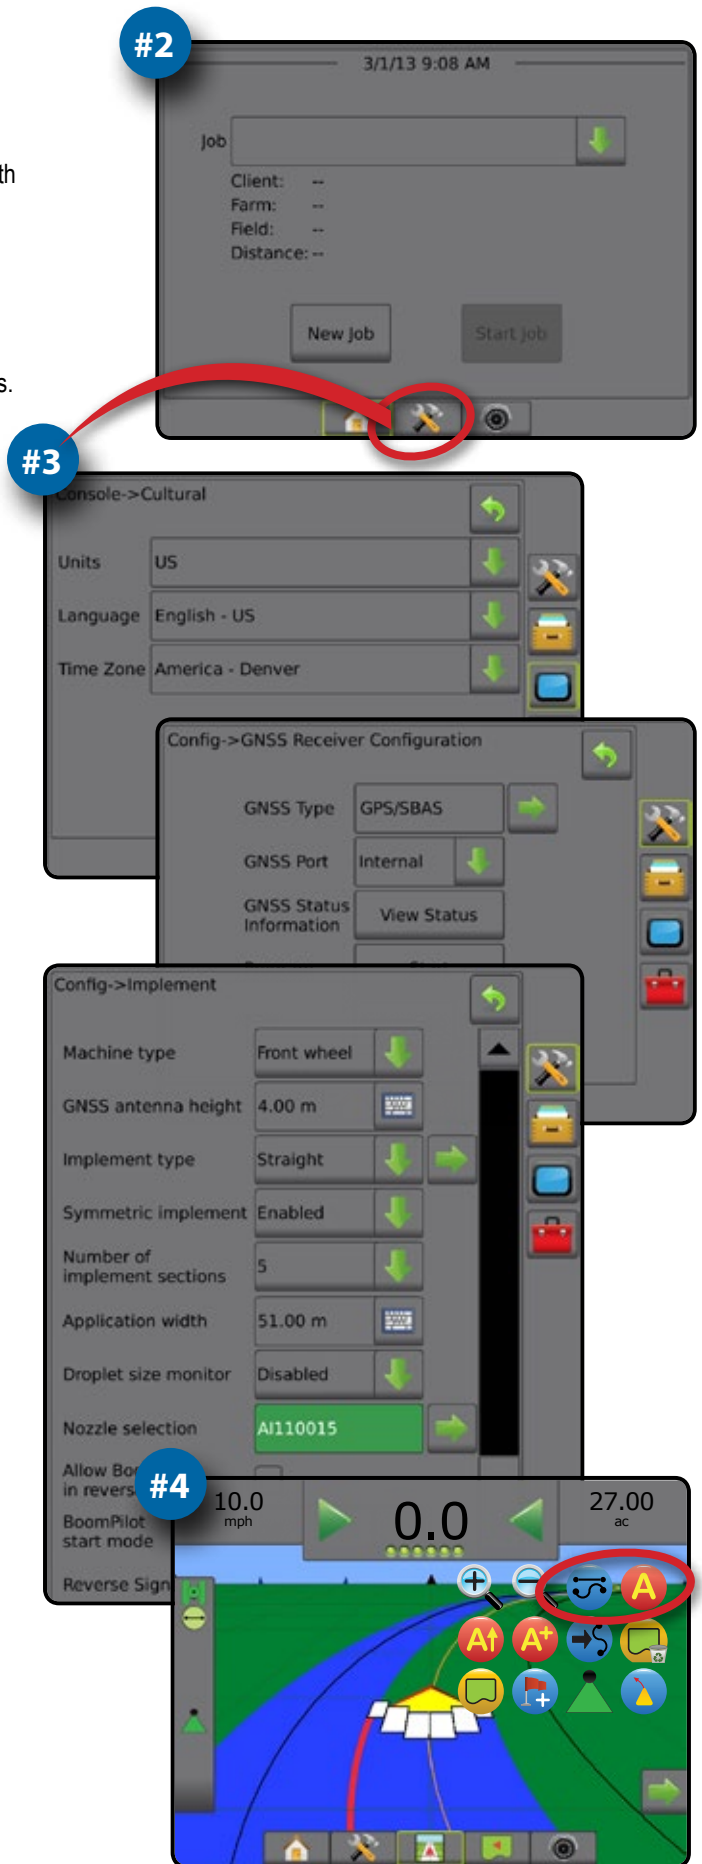 #2
3/1/13 9:08 AM
th
Job
Client: --
Farm: --
Field: --
Distance: --
New Job
Start Job
s.
#3
Console->Cultural
Units US
Language English - US
Time Zone America - Denver
Config->GNSS Receiver Configuration
GNSS Type GPS/SBAS
GNSS Port Internal
GNSS Status
Information
View Status
Config->Implement
Machine type Front wheel
GNSS antenna height 4.00 m
Implement type Straight
Symmetric implement Enabled
Number of
implement sections
5
Application width 51.00 m
Droplet size monitor Disabled
Nozzle selection AI110015
Allow Bo
in revers
BoomPilot
start mode
Reverse Sign
#4
10.0
mph
0.0
27.00
ac
A
A
A+